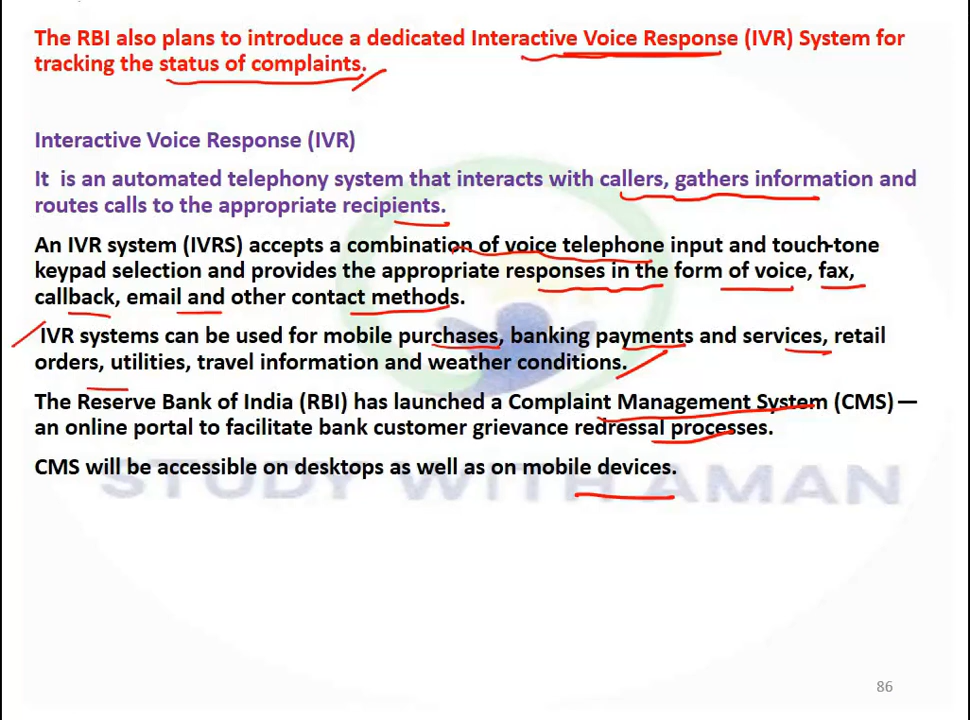 The RBI also plans to introduce a dedicated Interactive Voice Response (IVR) System for
tracking the status of complaints.
Interactive Voice Response (IVR)
It is an automated telephony system that interacts with callers, gathers information and
routes calls to the appropriate recipients.
An IVR system (IVRS) accepts a combination of voice telephone input and touch-tone
keypad selection and provides the appropriate responses in the form of voice, fax,
callback, email and other contact methods.
IVR systems can be used for mobile purchases, banking payments and services, retail
orders, utilities, travel information and weather conditions.
The Reserve Bank of India (RBI) has launched a Complaint Management System (CMS)—
an online portal to facilitate bank customer grievance redressal processes.
CMS will be accessible on desktops as well as on mobile devices.
STUDY WITH AMAN
86